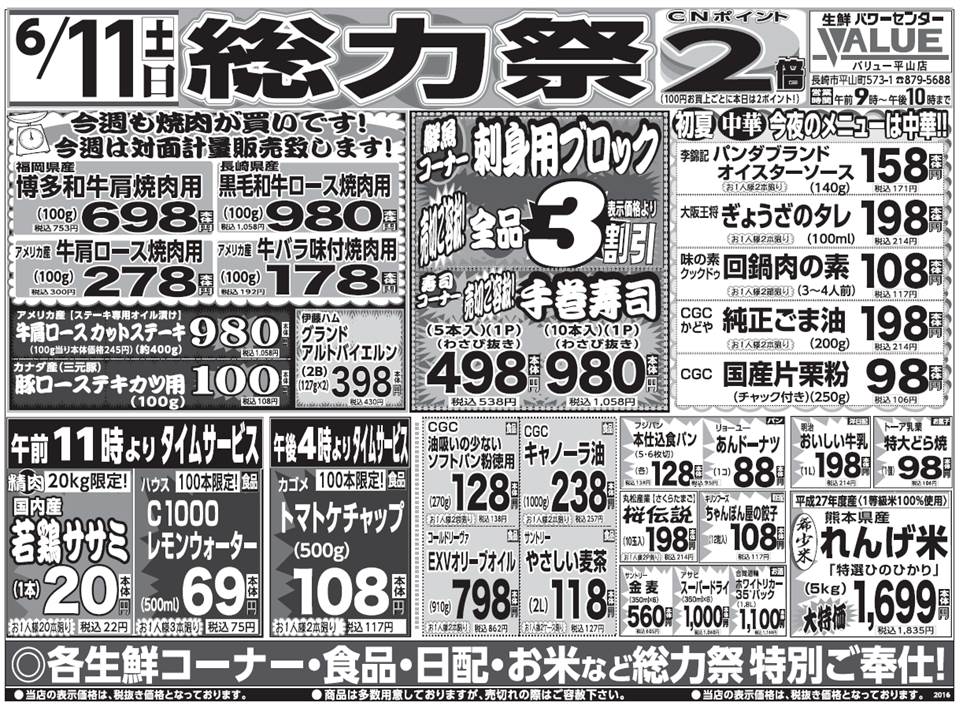 6/11 土日
総力祭
CNポイント
2倍
(100円お買上ごとに本日は2ポイント!)
生鮮 パワーセンター
VALUE
バリュー平山店
長崎市平山町573-1☎879-5688
営業時間 午前9時~午後10時まで
今週も焼肉が買いです!
今週は対面計量販売致します!
福岡県産
博多和牛肩焼肉用
(100g) 698 本体円
税込753円
長崎県産
黒毛和牛ロース焼肉用
(100g) 980 本体円
税込1,058円
アメリカ産 牛肩ロース焼肉用
(100g) 278 本体円
税込300円
アメリカ産 牛バラ味付焼肉用
(100g) 178 本体円
税込192円
アメリカ産 [ステーキ専用オイル漬け]
牛肩ロース カットステーキ
(100g当り本体価格245円)(約400g)
980 本体円
税込1,058円
カナダ産(三元豚)
豚ロースステキカツ用
(100g)
100 本体円
税込108円
伊藤ハム
グランド
アルトバイエルン
(2B)
(127g×2) 398 本体円
税込430円
鮮魚コーナー 刺身用ブロック
売切ご容赦! 全品 3 表示価格より 割引
寿司コーナー 売切ご容赦! 手巻寿司
(5本入)(1P)
(わさび抜き)
498 本体円
税込538円
(10本入)(1P)
(わさび抜き)
980 本体円
税込1,058円
初夏 中華 今夜のメニューは中華!!
李錦記 パンダブランド
オイスターソース
お1人様2本限り (140g)
158 本体円
税込171円
大阪王将 ぎょうざのタレ
お1人様2本限り (100ml)
198 本体円
税込214円
味の素 クックドゥ 回鍋肉の素
お1人様2個限り (3~4人前)
108 本体円
税込117円
CGC かどや 純正ごま油
お1人様2本限り (200g)
198 本体円
税込214円
CGC 国産片栗粉
(チャック付き)(250g)
98 本体円
税込106円
午前11時よりタイムサービス
精肉 20kg限定!
国内産
若鶏ササミ
(1本) 20 本体円
お1人様20本限り 税込22円
ハウス 100本限定! 食品
C1000
レモンウォーター
(500ml) 69 本体円
お1人様3本限り 税込75円
午後4時よりタイムサービス
カゴメ 100本限定! 食品
トマトケチャップ
(500g)
108 本体円
お1人様2本限り 税込117円
CGC 食品
油吸いの少ない
ソフトパン粉徳用
(270g) 128 本体円
お1人様2袋限り 税込138円
CGC 食品
キャノーラ油
(1000g) 238 本体円
お1人様2本限り 税込257円
コールドリーヴァ 食品
EXVオリーブオイル
(910g) 798 本体円
お1人様2本限り 税込862円
サントリー 食品
やさしい麦茶
(2L) 118 本体円
お1人様2ケース限り 税込127円
フジパン パン
本仕込食パン
(5・6枚切)
(各) 128 本体円
リョーユー パン
あんドーナツ
(1コ) 88 本体円
税込95円
明治
おいしい牛乳
(1L) 198 本体円
税込214円
トーア乳業
特大どら焼
(1個) 98 本体円
税込106円
丸松産業【さくらたまご】
桜伝説
(10玉入) 198 本体円
お1人様2P限り 税込214円
キリンフーズ
ちゃんぽん屋の餃子
(12枚入) 108 本体円
税込117円
サントリー
金麦
(350ml×6)
560 本体円
税込605円
アサヒ
スーパードライ
(350ml×6)
1,000 本体円
税込1,080円
合同酒精
ホワイトリカー
35°パック
(1.8L)
1,100 本体円
税込1,188円
平成27年度産〈1等級米100%使用〉
希少米
熊本県産
れんげ米
「特選ひのひかり」
(5kg)
大特価 1,699 本体円
税込1,835円
◎各生鮮コーナー・食品・日配・お米など総力祭 特別ご奉仕!
●当店の表示価格は、税抜き価格となっております。
●商品は多数用意しておりますが、売切れの際はご容赦下さい。
●当店の表示価格は、税抜き価格となっております。 2016